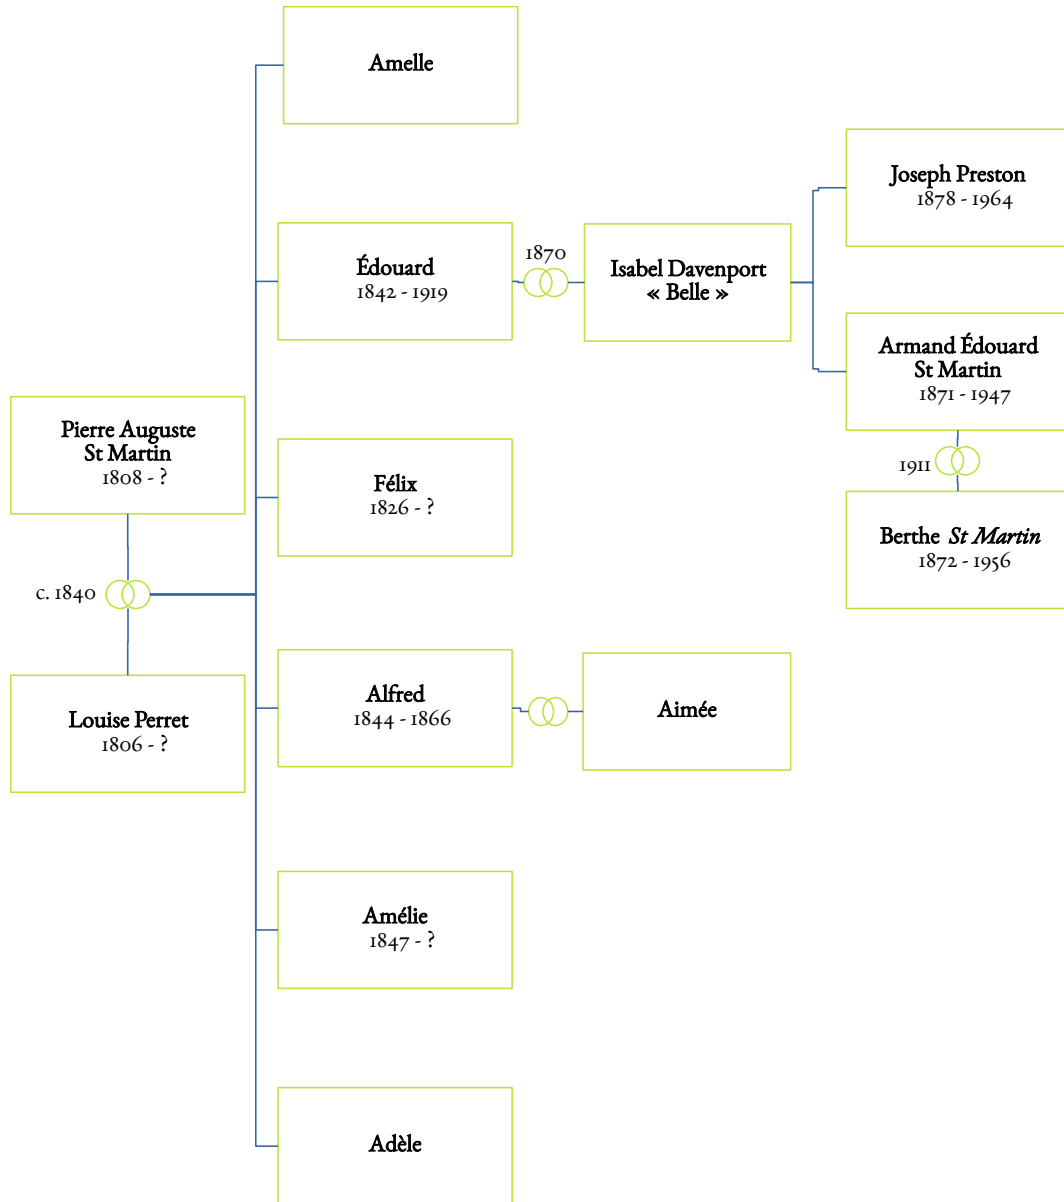 Amelle
Joseph Preston
1878 - 1964
Édouard
1842 - 1919
1870
Isabel Davenport
« Belle »
Armand Édouard
St Martin
1871 - 1947
Pierre Auguste
St Martin
1808 - ?
Félix
1826 - ?
1911
Berthe St Martin
1872 - 1956
c. 1840
Louise Perret
1806 - ?
Alfred
1844 - 1866
Aimée
Amélie
1847 - ?
Adèle